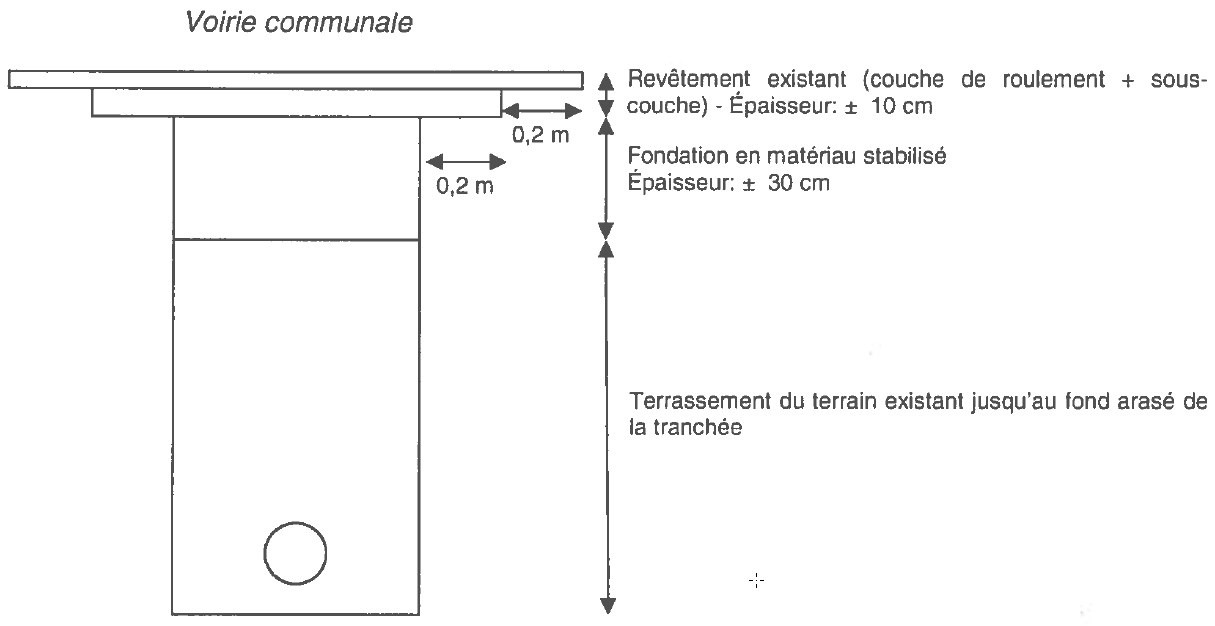 Voirie communale
Revêtement existant (couche de roulement + sous-
couche) - Épaisseur: ± 10 cm
0,2 m
Fondation en matériau stabilisé
Épaisseur: ± 30 cm
0,2 m
Terrassement du terrain existant jusqu'au fond arasé de
la tranchée